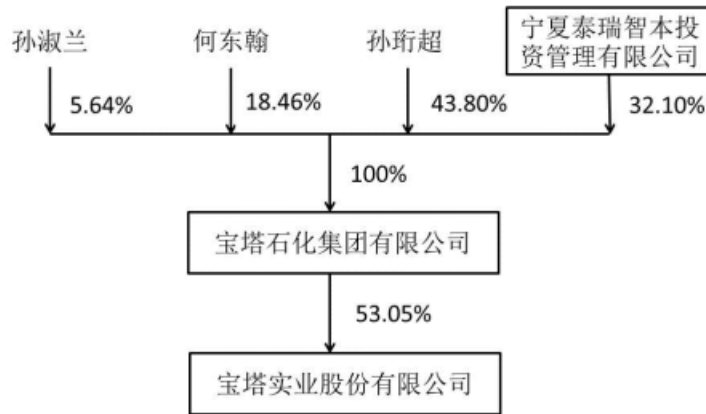 孙淑兰
何东翰
孙珩超
宁夏泰瑞智本投
资管理有限公司
5.64%
18.46%
43.80%
32.10%
100%
宝塔石化集团有限公司
53.05%
宝塔实业股份有限公司